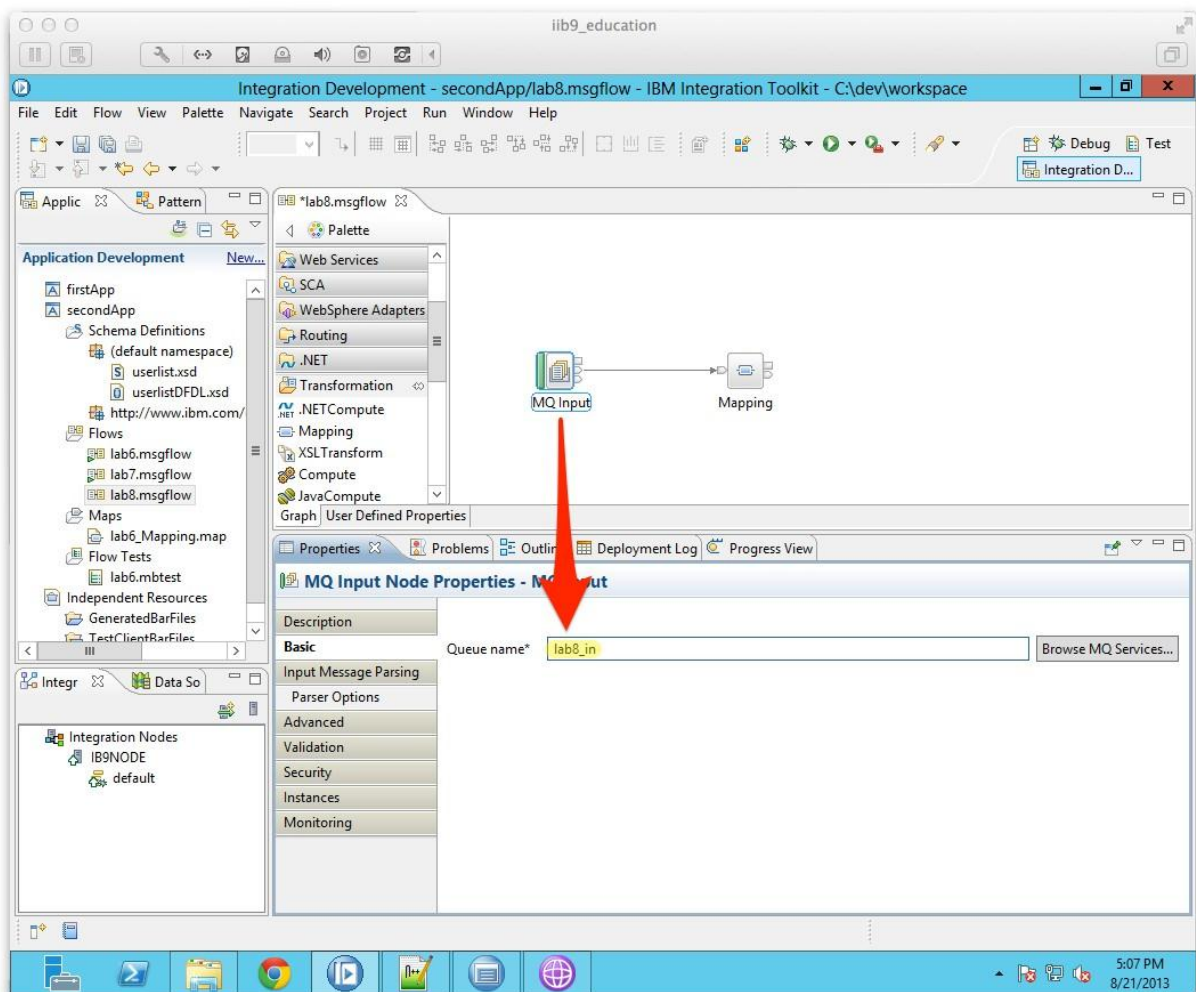 iib9_education
Integration Development - secondApp/lab8.msgflow - IBM Integration Toolkit - C:\dev\workspace
File Edit Flow View Palette Navigate Search Project Run Window Help
Debug Test
Integration D...
Applic Pattern
Application Development New...
firstApp
secondApp
Schema Definitions
(default namespace)
userlist.xsd
userlistDFDL.xsd
http://www.ibm.com/
Flows
lab6.msgflow
lab7.msgflow
lab8.msgflow
Maps
lab6_Mapping.map
Flow Tests
lab6.mbtest
Independent Resources
GeneratedBarFiles
TestClientBarFiles
Integr Data So
Integration Nodes
IB9NODE
default
*lab8.msgflow
Palette
Web Services
SCA
WebSphere Adapters
Routing
.NET
Transformation
.NETCompute
Mapping
XSLTransform
Compute
JavaCompute
MQ Input Mapping
Graph User Defined Properties
Properties Problems Outlin Deployment Log Progress View
MQ Input Node Properties - MQ Input
Description
Basic
Input Message Parsing
Parser Options
Advanced
Validation
Security
Instances
Monitoring
Queue name* lab8_in Browse MQ Services...
5:07 PM
8/21/2013